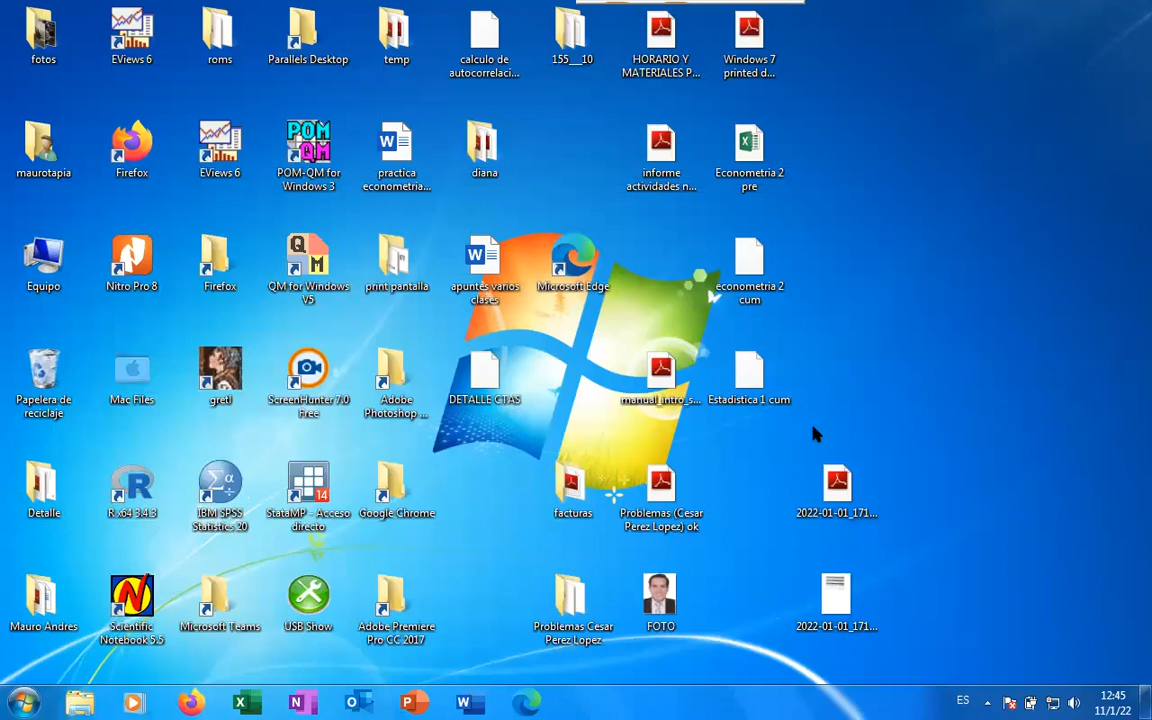 fotos
EViews 6
roms
Parallels Desktop
temp
calculo de
autocorrelaci...
155__10
HORARIO Y
MATERIALES P...
Windows 7
printed d...
maurotapia
Firefox
EViews 6
POM
QM
POM-QM for
Windows 3
practica
econometria...
diana
informe
actividades n...
Econometria 2
pre
Equipo
Nitro Pro 8
Firefox
Q
M
QM for Windows
V5
print pantalla
apuntes varios
clases
Microsoft Edge
econometria 2
cum
Papelera de
reciclaje
Mac Files
gretl
ScreenHunter 7.0
Free
Adobe
Photoshop ...
DETALLE CTAS
manual_intro_s...
Estadistica 1 cum
Detalle
R x64 3.4.3
IBM SPSS
Statistics 20
14
StataMP - Acceso
directo
Google Chrome
facturas
Problemas (Cesar
Perez Lopez) ok
2022-01-01_171...
Mauro Andres
Scientific
Notebook 5.5
Microsoft Teams
USB Show
Adobe Premiere
Pro CC 2017
Problemas Cesar
Perez Lopez
FOTO
2022-01-01_171...
ES
12:45
11/1/22